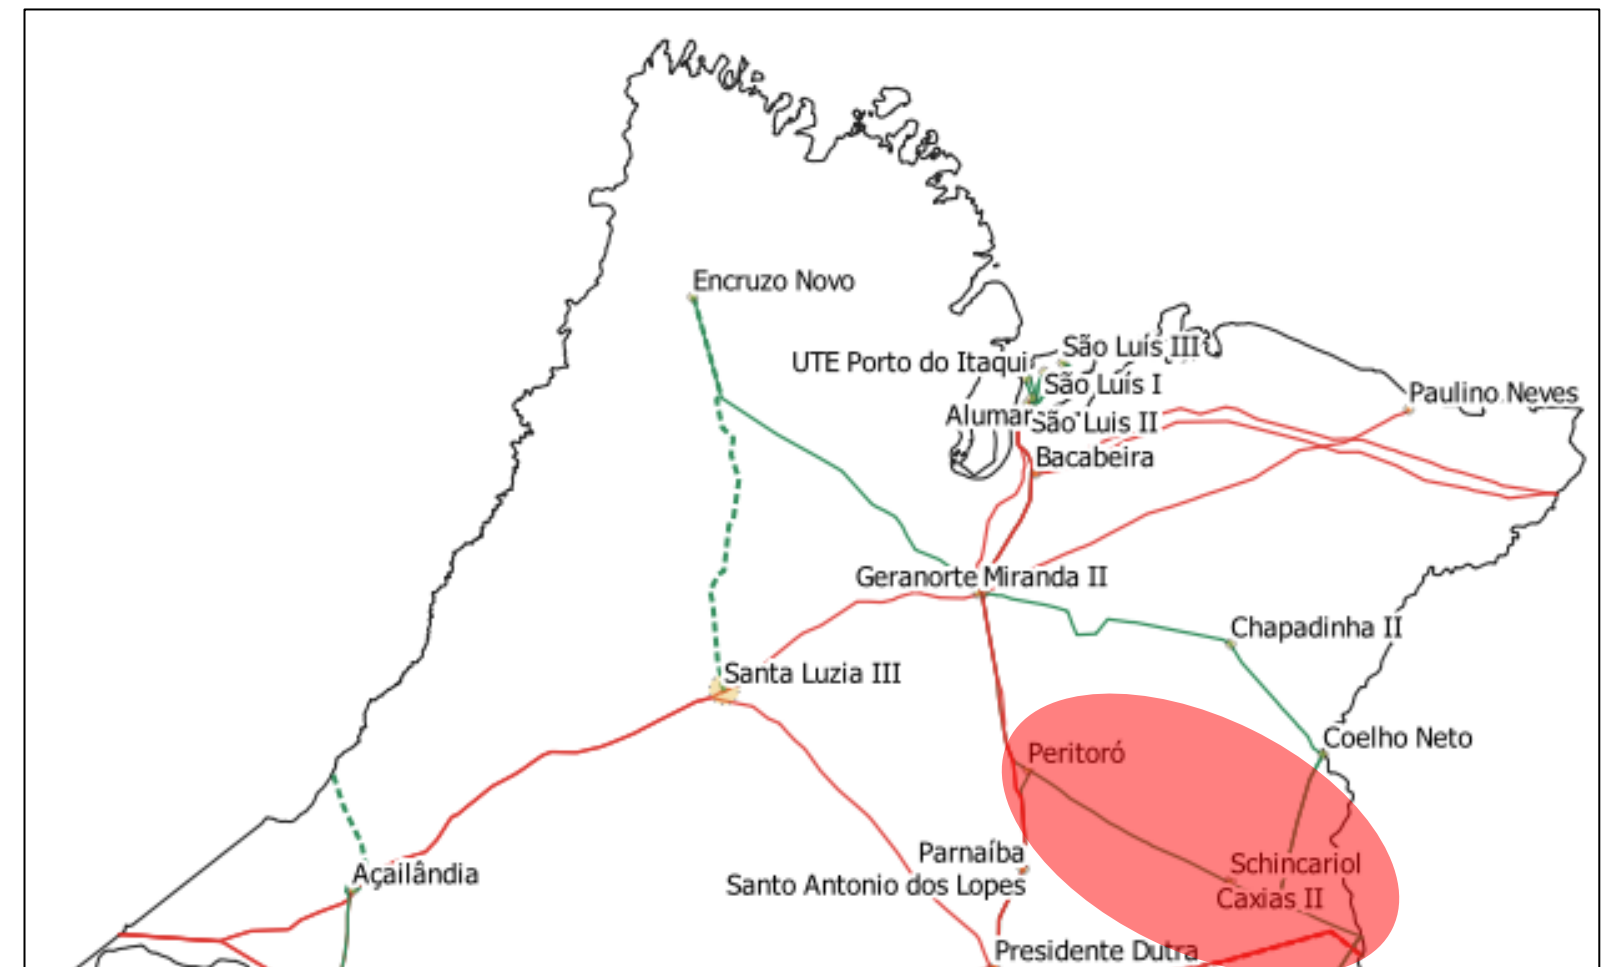 Encruzo Novo
São Luís III
UTE Porto do Itaqui
São Luís I
Paulino Neves
Alumar
São Luis II
Bacabeira
Geranorte Miranda II
Chapadinha II
Santa Luzia III
Coelho Neto
Peritoró
Parnaíba
Schincariol
Açailândia
Santo Antonio dos Lopes
Caxias II
Presidente Dutra